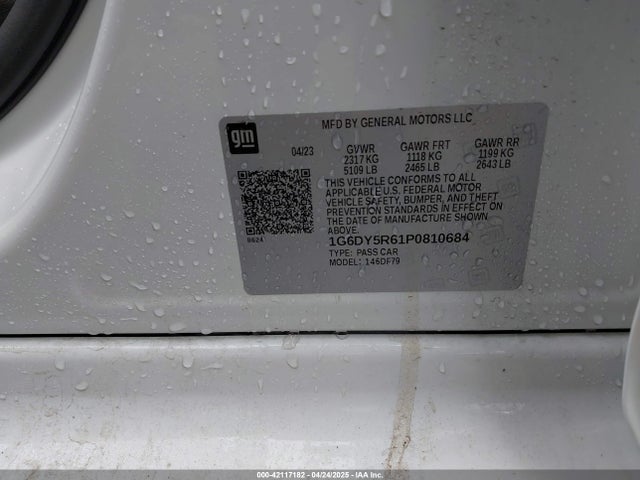 gm
MFD BY GENERAL MOTORS LLC
04/23 GVWR GAWR FRT GAWR RR
2317 KG 1118 KG 1199 KG
5109 LB 2465 LB 2643 LB
THIS VEHICLE CONFORMS TO ALL
APPLICABLE U.S. FEDERAL MOTOR
VEHICLE SAFETY, BUMPER, AND THEFT
PREVENTION STANDARDS IN EFFECT ON
THE DATE OF MANUFACTURE SHOWN
ABOVE.
8624
1G6DY5R61P0810684
TYPE: PASS CAR
MODEL: 146DF79
000-42117182 - 04/24/2025 - IAA Inc.